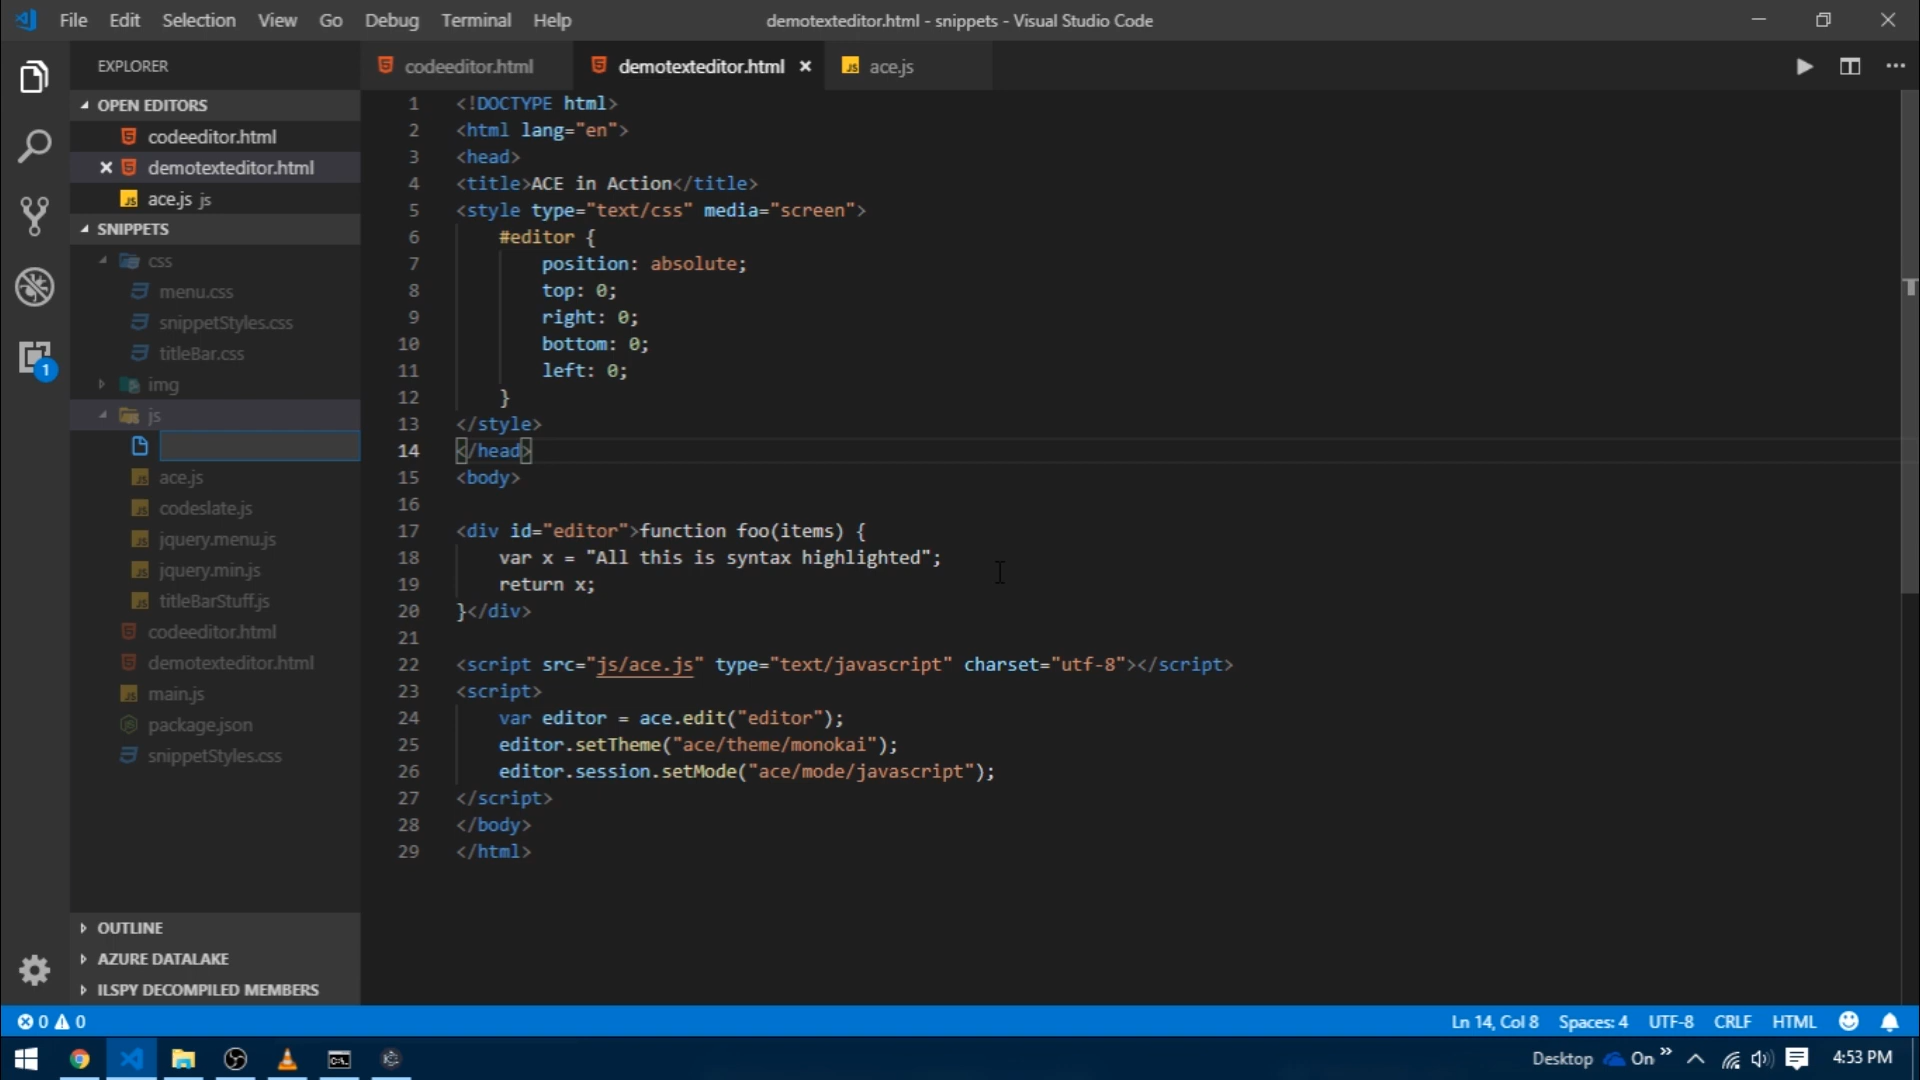 File Edit Selection View Go Debug Terminal Help
demotexteditor.html - snippets - Visual Studio Code
EXPLORER
OPEN EDITORS
codeeditor.html
demotexteditor.html
ace.js js
SNIPPETS
css
menu.css
snippetStyles.css
titleBar.css
img
js
ace.js
codeslate.js
jquery.menu.js
jquery.min.js
titleBarStuff.js
codeeditor.html
demotexteditor.html
main.js
package.json
snippetStyles.css
OUTLINE
AZURE DATALAKE
ILSPY DECOMPILED MEMBERS
1
codeeditor.html demotexteditor.html ace.js
1 <!DOCTYPE html>
2 <html lang="en">
3 <head>
4 <title>ACE in Action</title>
5 <style type="text/css" media="screen">
6 #editor {
7 position: absolute;
8 top: 0;
9 right: 0;
10 bottom: 0;
11 left: 0;
12 }
13 </style>
14 </head>
15 <body>
16
17 <div id="editor">function foo(items) {
18 var x = "All this is syntax highlighted";
19 return x;
20 }</div>
21
22 <script src="js/ace.js" type="text/javascript" charset="utf-8"></script>
23 <script>
24 var editor = ace.edit("editor");
25 editor.setTheme("ace/theme/monokai");
26 editor.session.setMode("ace/mode/javascript");
27 </script>
28 </body>
29 </html>
0 0
Ln 14, Col 8 Spaces: 4 UTF-8 CRLF HTML
Desktop On 4:53 PM